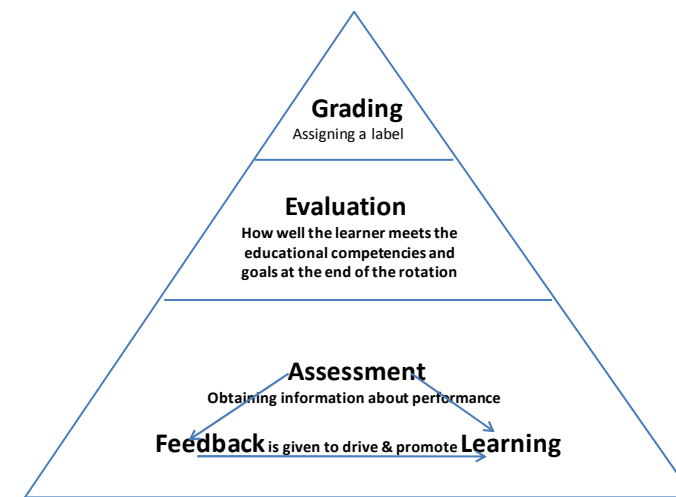 Grading
Assigning a label
Evaluation
How well the learner meets the
educational competencies and
goals at the end of the rotation
Assessment
Obtaining information about performance
Feedback is given to drive & promote Learning